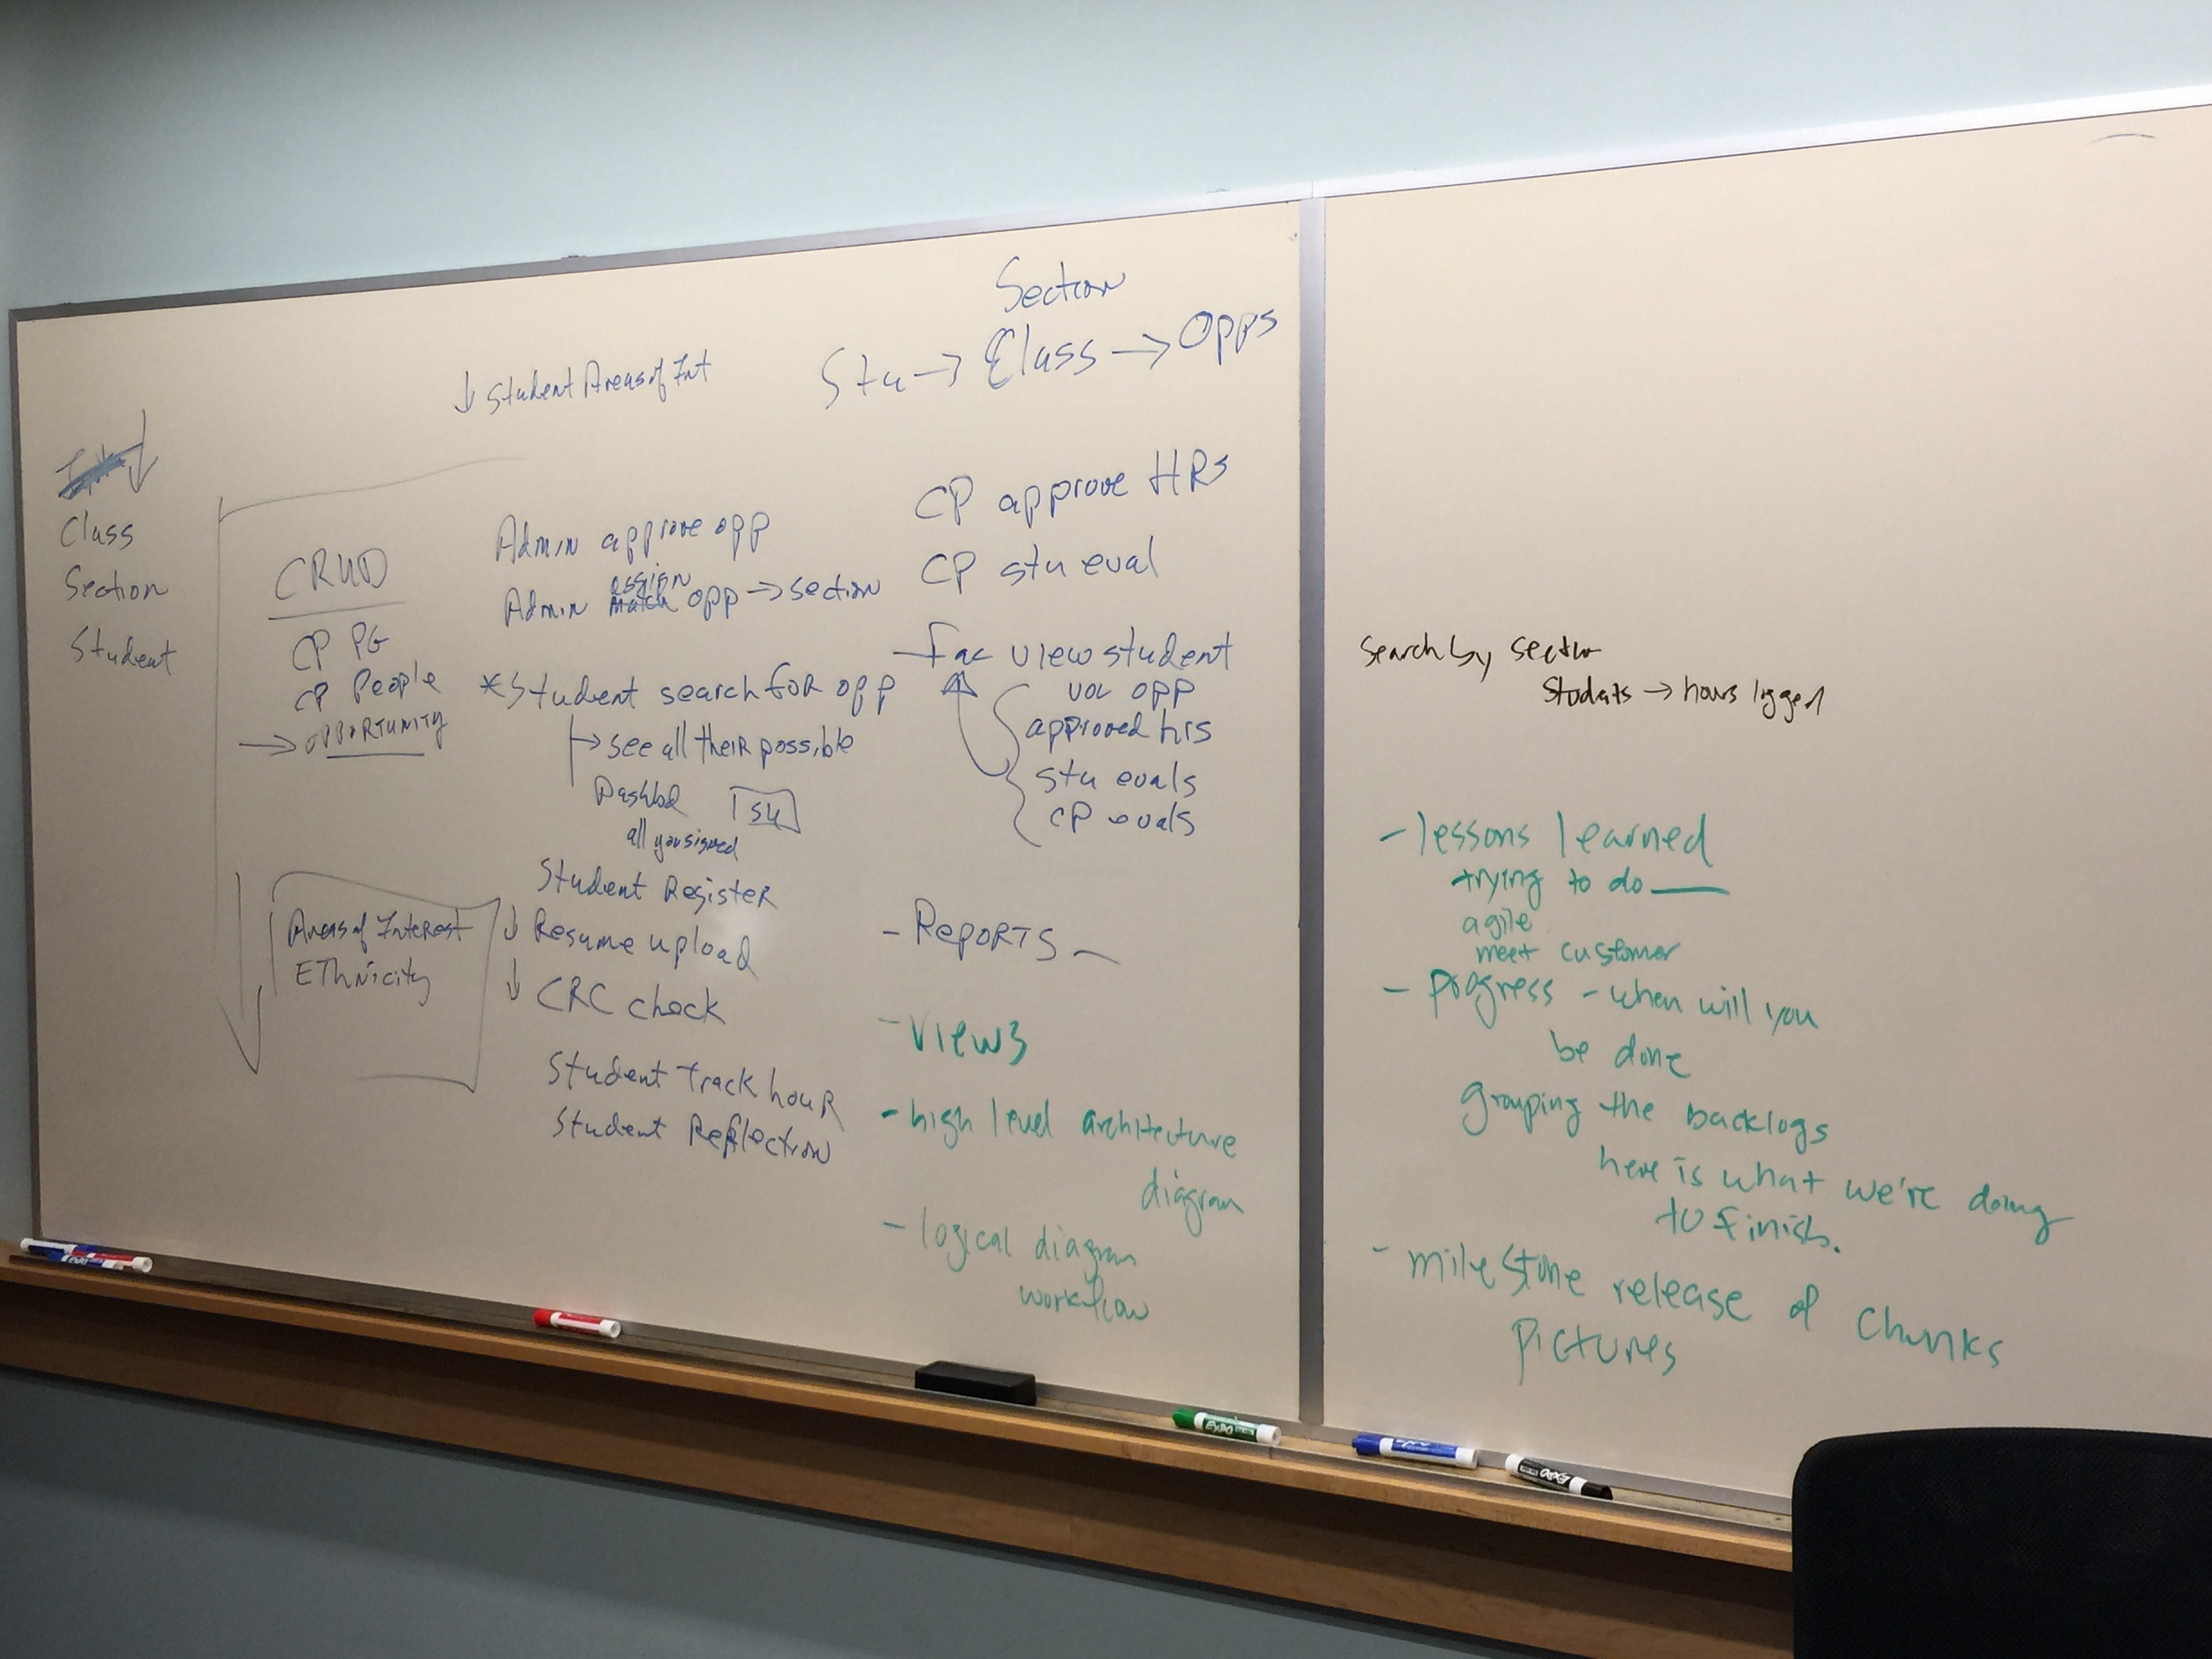 Section
Stu → Class → Opps
↓ Student Areas of Int
Class
Section
Student
CRUD
CP PG
CP People
→ OPPORTUNITY
Areas of Interest
EThnicity
Admin approve opp
assign
Admin match opp → section
*Student search foR opp
→ see all theiR possible
Dashbd
all you signed
Student RegisteR
↓ Resume upload
↓ CRC check
Student Track houR
Student Reflection
CP approve HRs
CP stu eval
- Fac view student
vol opp
approved hrs
stu evals
CP evals
- RePORTS -
- Views
- high level architecture
diagram
- logical diagram
workflow
Search by section
Students → hours logged
- lessons learned
trying to do ___
agile
meet customer
- progress - when will you
be done
grouping the backlogs
here is what we're doing
to finish.
- milestone release of chunks
pictures
EXPO
EXPO